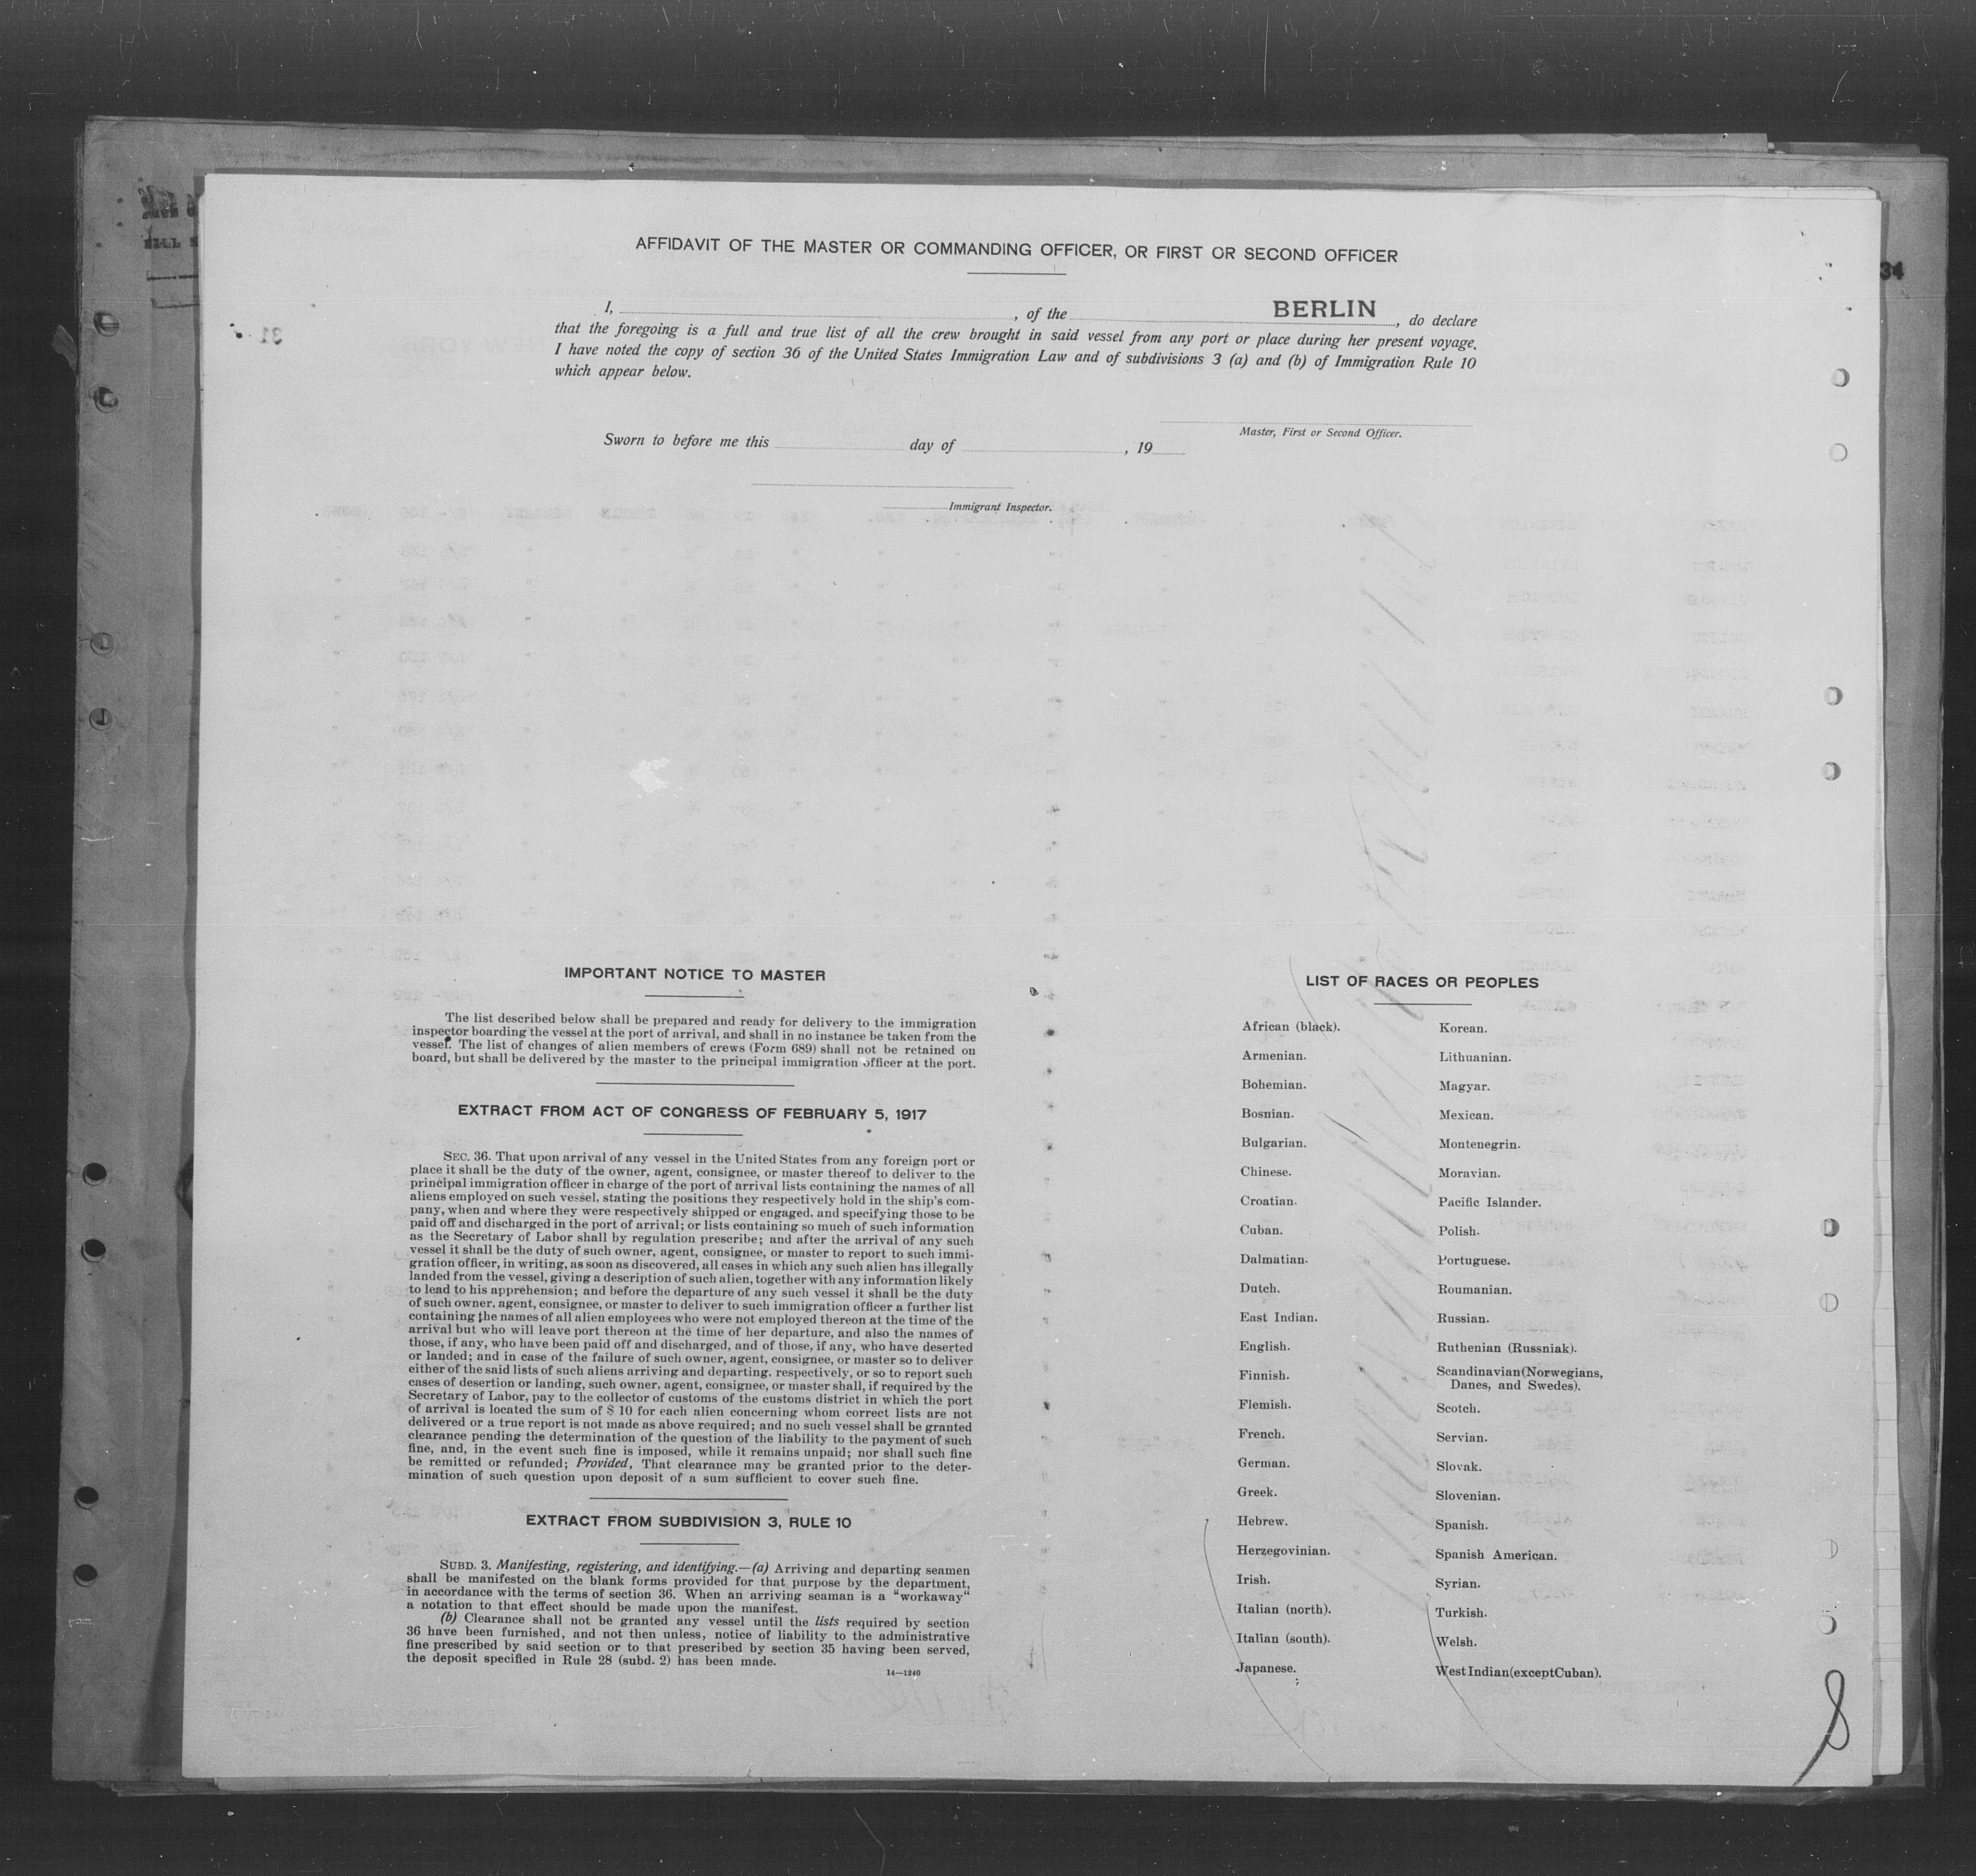 AFFIDAVIT OF THE MASTER OR COMMANDING OFFICER, OR FIRST OR SECOND OFFICER
I, , of the BERLIN , do declare
that the foregoing is a full and true list of all the crew brought in said vessel from any port or place during her present voyage.
I have noted the copy of section 36 of the United States Immigration Law and of subdivisions 3 (a) and (b) of Immigration Rule 10
which appear below.
Master, First or Second Officer.
Sworn to before me this day of , 19
Immigrant Inspector.
34
31
IMPORTANT NOTICE TO MASTER
The list described below shall be prepared and ready for delivery to the immigration
inspector boarding the vessel at the port of arrival, and shall in no instance be taken from the
vessel. The list of changes of alien members of crews (Form 689) shall not be retained on
board, but shall be delivered by the master to the principal immigration officer at the port.
EXTRACT FROM ACT OF CONGRESS OF FEBRUARY 5, 1917
SEC. 36. That upon arrival of any vessel in the United States from any foreign port or
place it shall be the duty of the owner, agent, consignee, or master thereof to deliver to the
principal immigration officer in charge of the port of arrival lists containing the names of all
aliens employed on such vessel, stating the positions they respectively hold in the ship's com-
pany, when and where they were respectively shipped or engaged, and specifying those to be
paid off and discharged in the port of arrival; or lists containing so much of such information
as the Secretary of Labor shall by regulation prescribe; and after the arrival of any such
vessel it shall be the duty of such owner, agent, consignee, or master to report to such immi-
gration officer, in writing, as soon as discovered, all cases in which any such alien has illegally
landed from the vessel, giving a description of such alien, together with any information likely
to lead to his apprehension; and before the departure of any such vessel it shall be the duty
of such owner, agent, consignee, or master to deliver to such immigration officer a further list
containing the names of all alien employees who were not employed thereon at the time of the
arrival but who will leave port thereon at the time of her departure, and also the names of
those, if any, who have been paid off and discharged, and of those, if any, who have deserted
or landed; and in case of the failure of such owner, agent, consignee, or master so to deliver
either of the said lists of such aliens arriving and departing, respectively, or so to report such
cases of desertion or landing, such owner, agent, consignee, or master shall, if required by the
Secretary of Labor, pay to the collector of customs of the customs district in which the port
of arrival is located the sum of $ 10 for each alien concerning whom correct lists are not
delivered or a true report is not made as above required; and no such vessel shall be granted
clearance pending the determination of the question of the liability to the payment of such
fine, and, in the event such fine is imposed, while it remains unpaid; nor shall such fine
be remitted or refunded; Provided, That clearance may be granted prior to the deter-
mination of such question upon deposit of a sum sufficient to cover such fine.
EXTRACT FROM SUBDIVISION 3, RULE 10
SUBD. 3. Manifesting, registering, and identifying.—(a) Arriving and departing seamen
shall be manifested on the blank forms provided for that purpose by the department,
in accordance with the terms of section 36. When an arriving seaman is a "workaway"
a notation to that effect should be made upon the manifest.
(b) Clearance shall not be granted any vessel until the lists required by section
36 have been furnished, and not then unless, notice of liability to the administrative
fine prescribed by said section or to that prescribed by section 35 having been served,
the deposit specified in Rule 28 (subd. 2) has been made.
14—1240
LIST OF RACES OR PEOPLES
African (black).
Armenian.
Bohemian.
Bosnian.
Bulgarian.
Chinese.
Croatian.
Cuban.
Dalmatian.
Dutch.
East Indian.
English.
Finnish.
Flemish.
French.
German.
Greek.
Hebrew.
Herzegovinian.
Irish.
Italian (north).
Italian (south).
Japanese.
Korean.
Lithuanian.
Magyar.
Mexican.
Montenegrin.
Moravian.
Pacific Islander.
Polish.
Portuguese.
Roumanian.
Russian.
Ruthenian (Russniak).
Scandinavian (Norwegians,
Danes, and Swedes).
Scotch.
Servian.
Slovak.
Slovenian.
Spanish.
Spanish American.
Syrian.
Turkish.
Welsh.
West Indian (except Cuban).
8